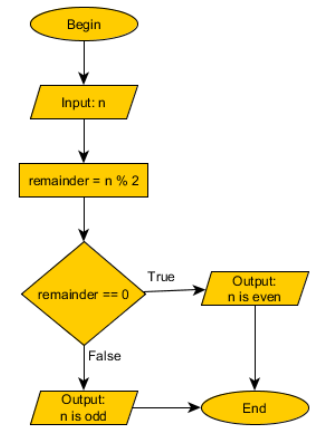 Begin
Input: n
remainder = n % 2
remainder == 0
True
Output:
n is even
False
Output:
n is odd
End